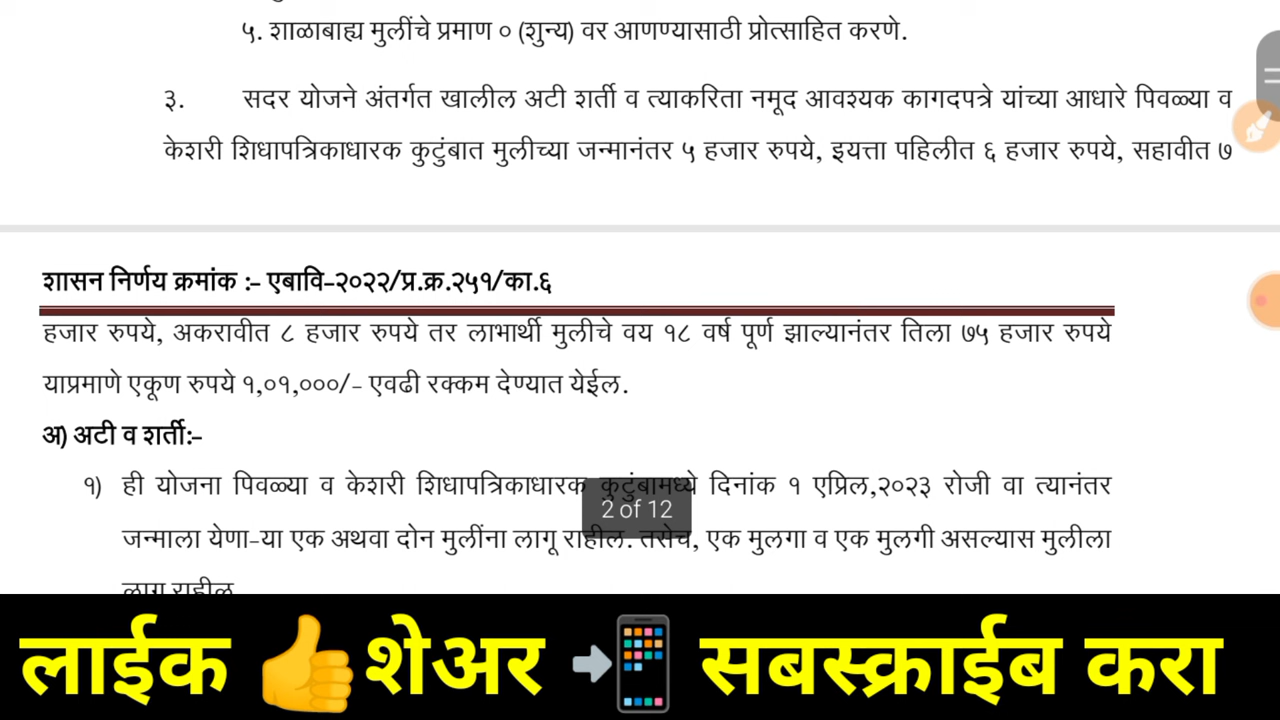 ५. शाळाबाह्य मुलींचे प्रमाण ० (शुन्य) वर आणण्यासाठी प्रोत्साहित करणे.
३. सदर योजने अंतर्गत खालील अटी शर्ती व त्याकरिता नमूद आवश्यक कागदपत्रे यांच्या आधारे पिवळ्या व
केशरी शिधापत्रिकाधारक कुटुंबात मुलीच्या जन्मानंतर ५ हजार रुपये, इयत्ता पहिलीत ६ हजार रुपये, सहावीत ७
शासन निर्णय क्रमांक :- एबावि-२०२२/प्र.क्र.२५१/का.६
हजार रुपये, अकरावीत ८ हजार रुपये तर लाभार्थी मुलीचे वय १८ वर्ष पूर्ण झाल्यानंतर तिला ७५ हजार रुपये
याप्रमाणे एकूण रुपये १,०१,०००/- एवढी रक्कम देण्यात येईल.
अ) अटी व शर्ती:-
१) ही योजना पिवळ्या व केशरी शिधापत्रिकाधारक कुटुंबामध्ये दिनांक १ एप्रिल,२०२३ रोजी वा त्यानंतर
2 of 12
जन्माला येणा-या एक अथवा दोन मुलींना लागू राहील. तसेच, एक मुलगा व एक मुलगी असल्यास मुलीला
लागू राहील
लाईक 👍 शेअर 📲 सबस्क्राईब करा